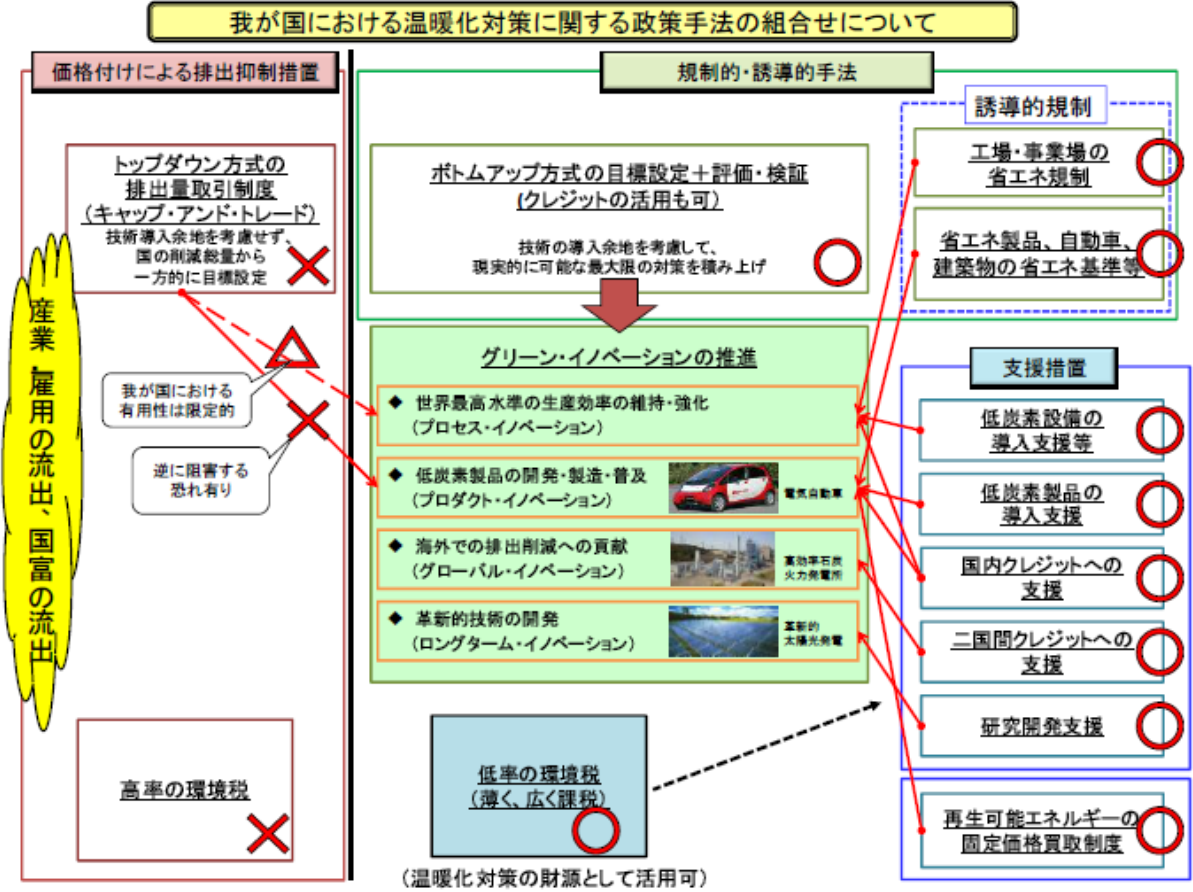 我が国における温暖化対策に関する政策手法の組合せについて
価格付けによる排出抑制措置
トップダウン方式の
排出量取引制度
(キャップ・アンド・トレード)
技術導入余地を考慮せず、
国の削減総量から
一方的に目標設定
産業・雇用の流出、国富の流出
我が国における
有用性は限定的
逆に阻害する
恐れ有り
高率の環境税
規制的・誘導的手法
ボトムアップ方式の目標設定+評価・検証
(クレジットの活用も可)
技術の導入余地を考慮して、
現実的に可能な最大限の対策を積み上げ
グリーン・イノベーションの推進
◆ 世界最高水準の生産効率の維持・強化
(プロセス・イノベーション)
◆ 低炭素製品の開発・製造・普及
(プロダクト・イノベーション)
電気自動車
◆ 海外での排出削減への貢献
(グローバル・イノベーション)
高効率石炭
火力発電所
◆ 革新的技術の開発
(ロングターム・イノベーション)
革新的
太陽光発電
低率の環境税
(薄く、広く課税)
(温暖化対策の財源として活用可)
誘導的規制
工場・事業場の
省エネ規制
省エネ製品、自動車、
建築物の省エネ基準等
支援措置
低炭素設備の
導入支援等
低炭素製品の
導入支援
国内クレジットへの
支援
二国間クレジットへの
支援
研究開発支援
再生可能エネルギーの
固定価格買取制度